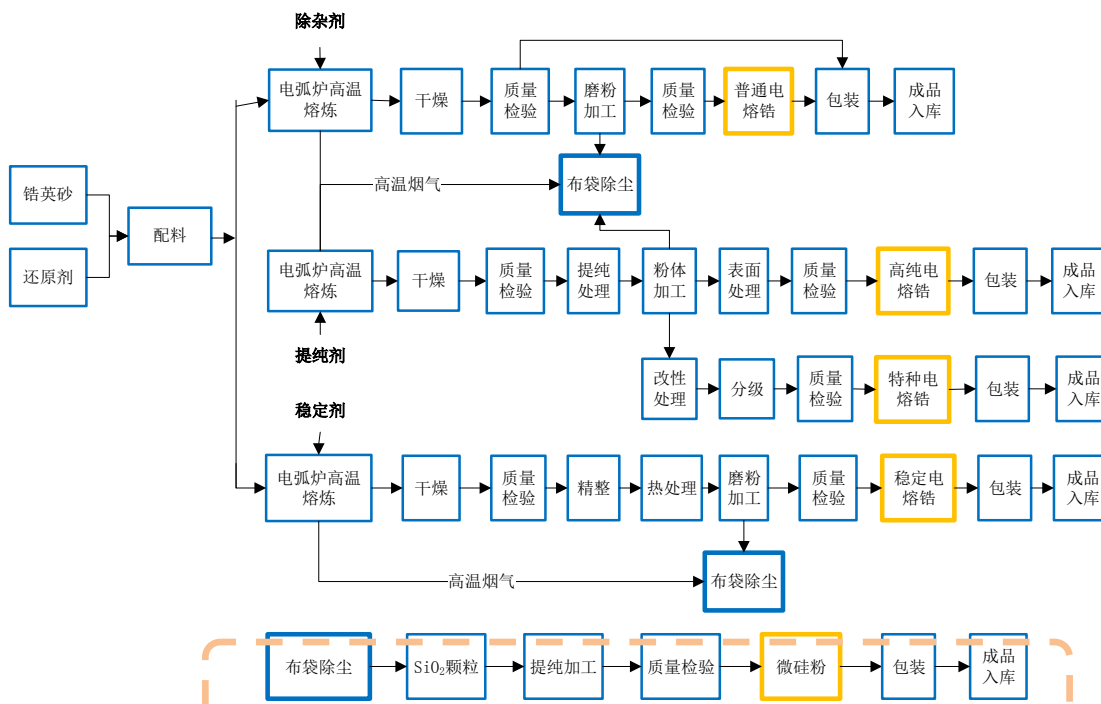 除杂剂
电弧炉高温
熔炼
干燥
质量
检验
磨粉
加工
质量
检验
普通电
熔锆
包装
成品
入库
锆英砂
还原剂
配料
高温烟气
布袋除尘
电弧炉高温
熔炼
干燥
质量
检验
提纯
处理
粉体
加工
表面
处理
质量
检验
高纯电
熔锆
包装
成品
入库
提纯剂
改性
处理
分级
质量
检验
特种电
熔锆
包装
成品
入库
稳定剂
电弧炉高温
熔炼
干燥
质量
检验
精整
热处理
磨粉
加工
质量
检验
稳定电
熔锆
包装
成品
入库
高温烟气
布袋除尘
布袋除尘
SiO₂颗粒
提纯加工
质量检验
微硅粉
包装
成品
入库